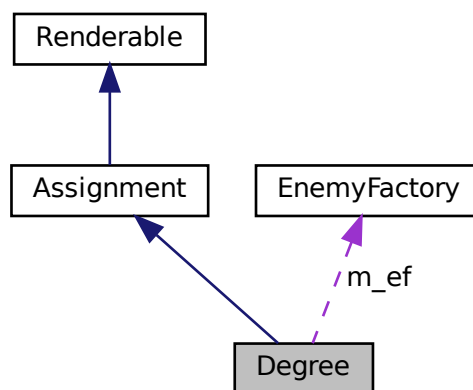 Renderable
Assignment
EnemyFactory
m_ef
Degree